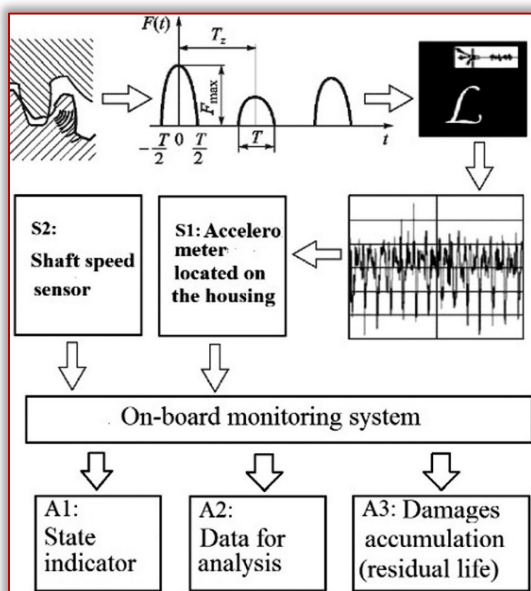 F(t)
T_z
F_max
-T/2 0 T/2
T
t
ℒ
S2:
Shaft speed
sensor
S1: Accelero
meter
located on
the housing
On-board monitoring system
A1:
State
indicator
A2:
Data for
analysis
A3: Damages
accumulation
(residual life)